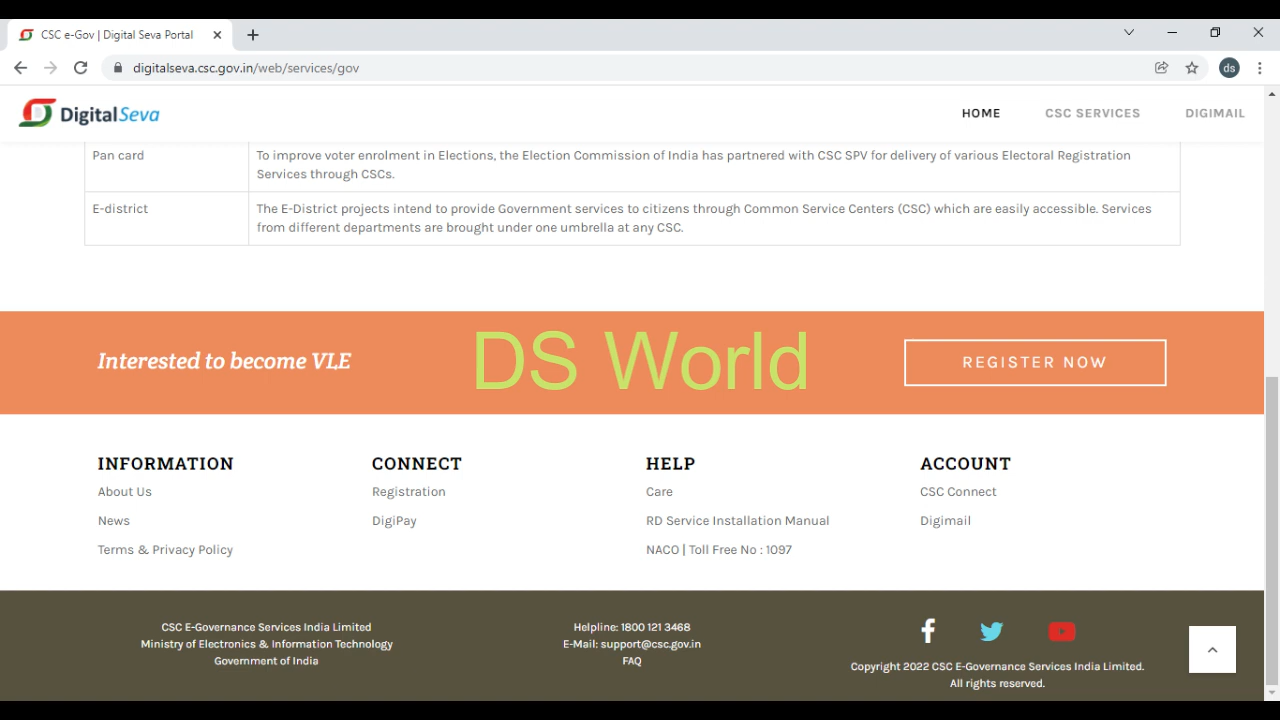 CSC e-Gov | Digital Seva Portal
digitalseva.csc.gov.in/web/services/gov
ds
DigitalSeva
HOME
CSC SERVICES
DIGIMAIL
Pan card
To improve voter enrolment in Elections, the Election Commission of India has partnered with CSC SPV for delivery of various Electoral Registration
Services through CSCs.
E-district
The E-District projects intend to provide Government services to citizens through Common Service Centers (CSC) which are easily accessible. Services
from different departments are brought under one umbrella at any CSC.
Interested to become VLE
DS World
REGISTER NOW
INFORMATION
About Us
News
Terms & Privacy Policy
CONNECT
Registration
DigiPay
HELP
Care
RD Service Installation Manual
NACO | Toll Free No : 1097
ACCOUNT
CSC Connect
Digimail
CSC E-Governance Services India Limited
Ministry of Electronics & Information Technology
Government of India
Helpline: 1800 121 3468
E-Mail: support@csc.gov.in
FAQ
Copyright 2022 CSC E-Governance Services India Limited.
All rights reserved.